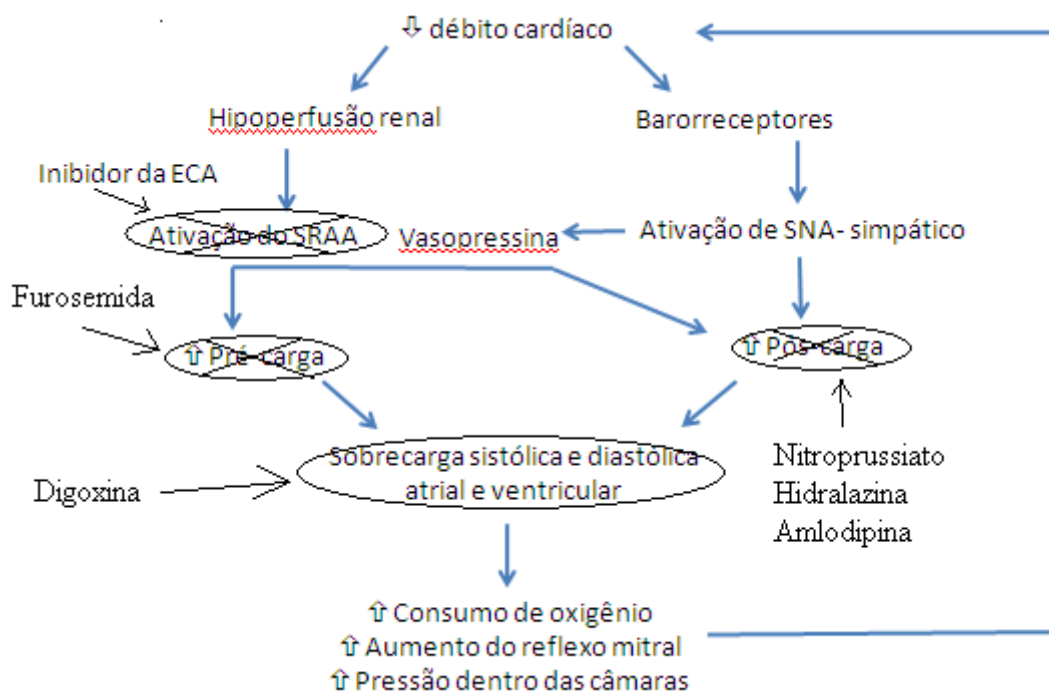 ⇩ débito cardíaco
Hipoperfusão renal
Barorreceptores
Inibidor da ECA
Ativação do SRAA
Vasopressina
Ativação de SNA- simpático
Furosemida
⇧ Pré-carga
⇧ Pós-carga
Sobrecarga sistólica e diastólica
atrial e ventricular
Digoxina
Nitroprussiato
Hidralazina
Amlodipina
⇧ Consumo de oxigênio
⇧ Aumento do reflexo mitral
⇧ Pressão dentro das câmaras